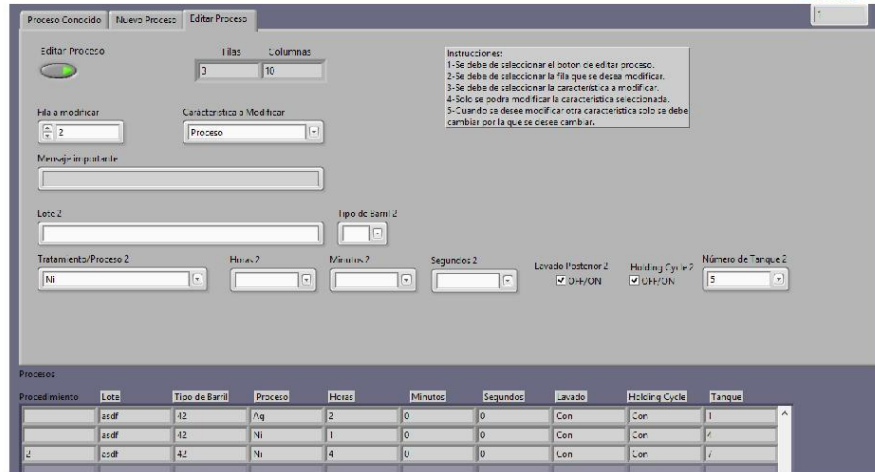 Proceso Conocido Nuevo Proceso Editar Proceso
Editar Proceso
Filas Columnas
3 10
Instrucciones:
1-Se debe de seleccionar el boton de editar proceso.
2-Se debe de seleccionar la fila que se desea modificar.
3-Se debe de seleccionar la característica a modificar.
4-Solo se podra modificar la característica seleccionada.
5-Cuando se desee modificar otra característica solo se debe
cambiar por la que se desee cambiar.
Fila a modificar Característica a Modificar
2 Proceso
Mensaje importante
Lote 2 Tipo de Barril 2
Tratamiento/Proceso 2 Horas 2 Minutos 2 Segundos 2 Lavado Posterior 2 Holding Cycle 2 Número de Tanque 2
Ni OFF/ON OFF/ON 5
Procesos
Procedimiento Lote Tipo de Barril Proceso Horas Minutos Segundos Lavado Holding Cycle Tanque
asdf 42 Ag 2 0 0 Con Con 1
asdf 42 Ni 1 0 0 Con Con 4
2 asdf 42 Ni 4 0 0 Con Con 7